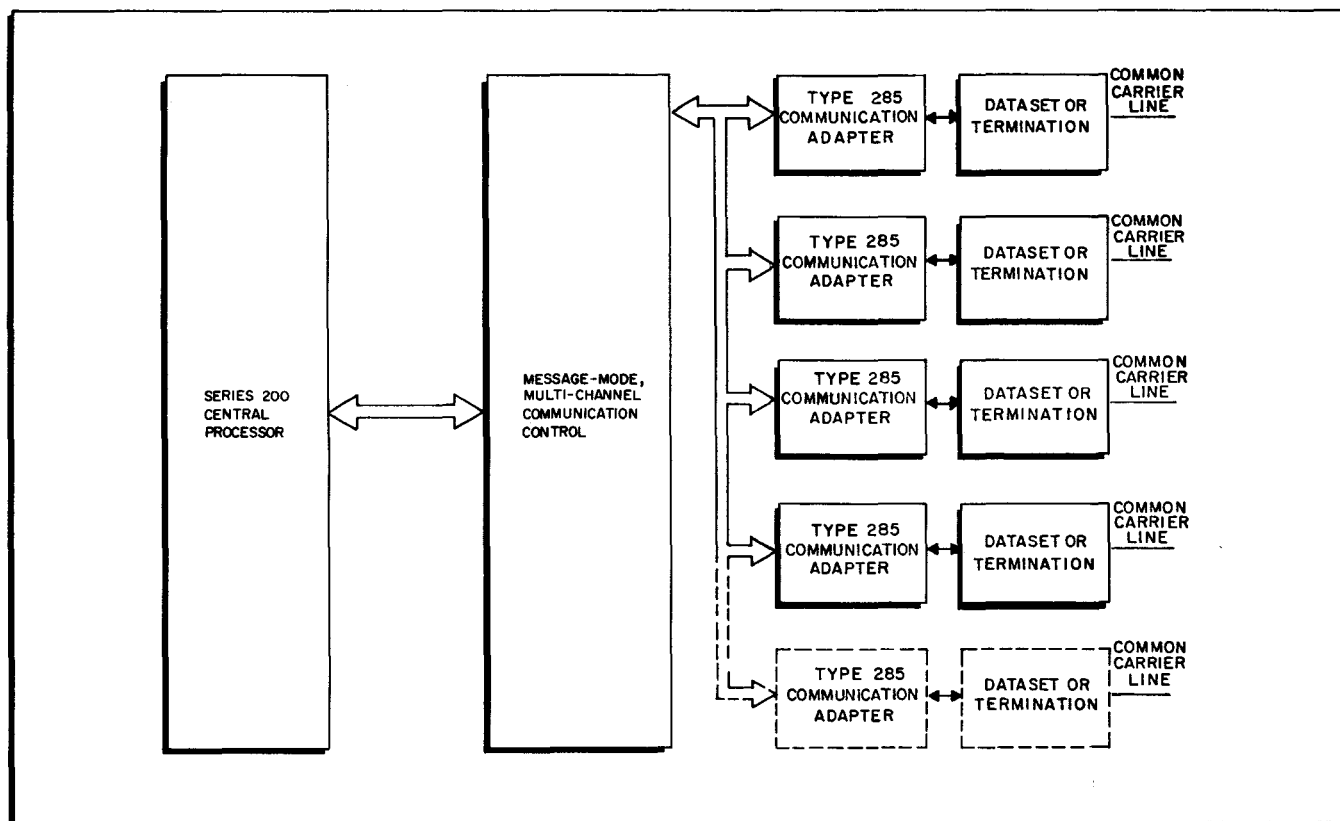 SERIES 200
CENTRAL
PROCESSOR
MESSAGE-MODE,
MULTI-CHANNEL
COMMUNICATION
CONTROL
TYPE 285
COMMUNICATION
ADAPTER
DATASET OR
TERMINATION
COMMON
CARRIER
LINE
TYPE 285
COMMUNICATION
ADAPTER
DATASET OR
TERMINATION
COMMON
CARRIER
LINE
TYPE 285
COMMUNICATION
ADAPTER
DATASET OR
TERMINATION
COMMON
CARRIER
LINE
TYPE 285
COMMUNICATION
ADAPTER
DATASET OR
TERMINATION
COMMON
CARRIER
LINE
TYPE 285
COMMUNICATION
ADAPTER
DATASET OR
TERMINATION
COMMON
CARRIER
LINE